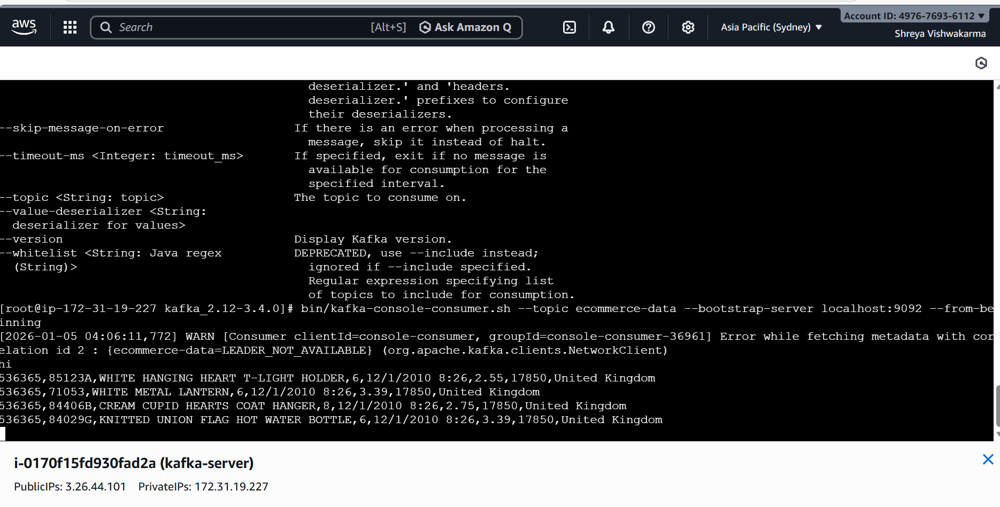 aws
Search [Alt+S] Ask Amazon Q Asia Pacific (Sydney) ▼ Account ID: 4976-7693-6112 ▼
Shreya Vishwakarma
deserializer.' and 'headers.
deserializer.' prefixes to configure
their deserializers.
--skip-message-on-error If there is an error when processing a
message, skip it instead of halt.
--timeout-ms <Integer: timeout_ms> If specified, exit if no message is
available for consumption for the
specified interval.
--topic <String: topic> The topic to consume on.
--value-deserializer <String:
deserializer for values>
--version Display Kafka version.
--whitelist <String: Java regex DEPRECATED, use --include instead;
(String)> ignored if --include specified.
Regular expression specifying list
of topics to include for consumption.
[root@ip-172-31-19-227 kafka_2.12-3.4.0]# bin/kafka-console-consumer.sh --topic ecommerce-data --bootstrap-server localhost:9092 --from-be
inning
[2026-01-05 04:06:11,772] WARN [Consumer clientId=console-consumer, groupId=console-consumer-36961] Error while fetching metadata with cor
elation id 2 : {ecommerce-data=LEADER_NOT_AVAILABLE} (org.apache.kafka.clients.NetworkClient)
hi
536365,85123A,WHITE HANGING HEART T-LIGHT HOLDER,6,12/1/2010 8:26,2.55,17850,United Kingdom
536365,71053,WHITE METAL LANTERN,6,12/1/2010 8:26,3.39,17850,United Kingdom
536365,84406B,CREAM CUPID HEARTS COAT HANGER,8,12/1/2010 8:26,2.75,17850,United Kingdom
536365,84029G,KNITTED UNION FLAG HOT WATER BOTTLE,6,12/1/2010 8:26,3.39,17850,United Kingdom
i-0170f15fd930fad2a (kafka-server)
PublicIPs: 3.26.44.101 PrivateIPs: 172.31.19.227